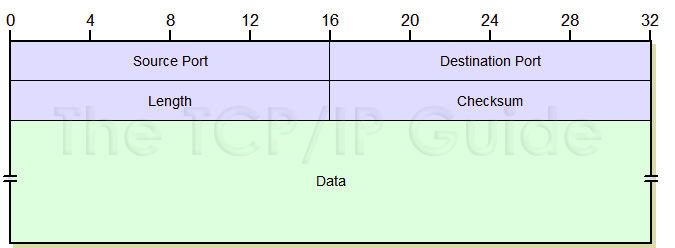 0 4 8 12 16 20 24 28 32
Source Port Destination Port
Length Checksum
The TCP/IP Guide
Data